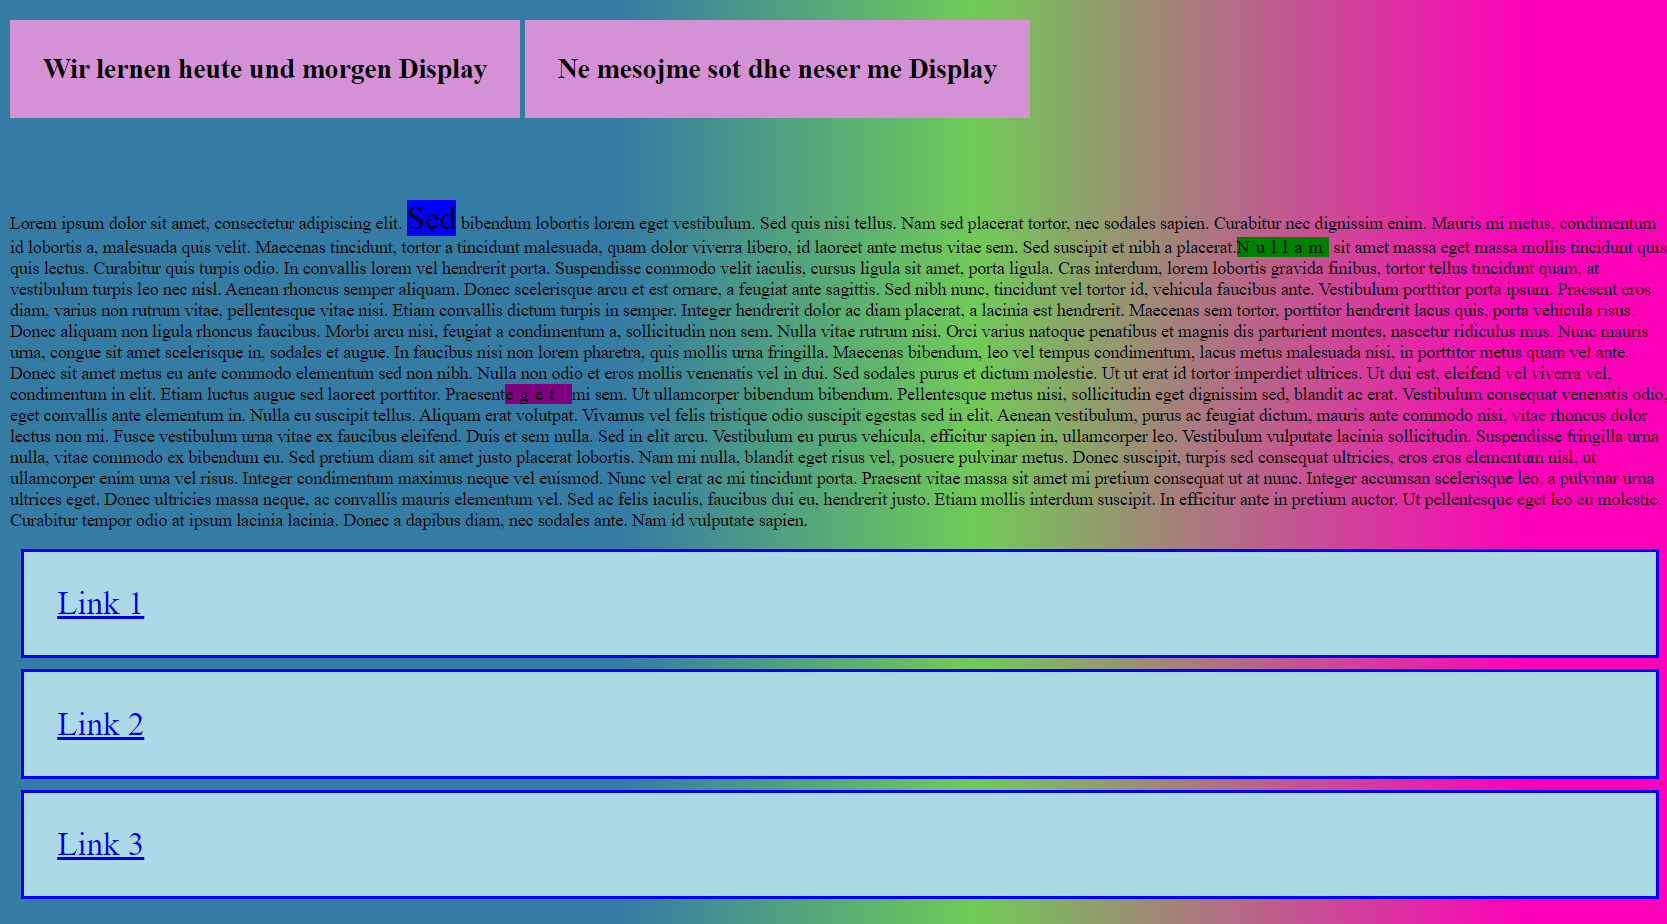 Wir lernen heute und morgen Display
Ne mesojme sot dhe neser me Display
Lorem ipsum dolor sit amet, consectetur adipiscing elit. Sed bibendum lobortis lorem eget vestibulum. Sed quis nisi tellus. Nam sed placerat tortor, nec sodales sapien. Curabitur nec dignissim enim. Mauris mi metus, condimentum
id lobortis a, malesuada quis velit. Maecenas tincidunt, tortor a tincidunt malesuada, quam dolor viverra libero, id laoreet ante metus vitae sem. Sed suscipit et nibh a placerat.Nullam sit amet massa eget massa mollis tincidunt quis
quis lectus. Curabitur quis turpis odio. In convallis lorem vel hendrerit porta. Suspendisse commodo velit iaculis, cursus ligula sit amet, porta ligula. Cras interdum, lorem lobortis gravida finibus, tortor tellus tincidunt quam, at
vestibulum turpis leo nec nisl. Aenean rhoncus semper aliquam. Donec scelerisque arcu et est ornare, a feugiat ante sagittis. Sed nibh nunc, tincidunt vel tortor id, vehicula faucibus ante. Vestibulum porttitor porta ipsum. Praesent eros
diam, varius non rutrum vitae, pellentesque vitae nisi. Etiam convallis dictum turpis in semper. Integer hendrerit dolor ac diam placerat, a lacinia est hendrerit. Maecenas sem tortor, porttitor hendrerit lacus quis, porta vehicula risus.
Donec aliquam non ligula rhoncus faucibus. Morbi arcu nisi, feugiat a condimentum a, sollicitudin non sem. Nulla vitae rutrum nisi. Orci varius natoque penatibus et magnis dis parturient montes, nascetur ridiculus mus. Nunc mauris
urna, congue sit amet scelerisque in, sodales et augue. In faucibus nisi non lorem pharetra, quis mollis urna fringilla. Maecenas bibendum, leo vel tempus condimentum, lacus metus malesuada nisi, in porttitor metus quam vel ante.
Donec sit amet metus eu ante commodo elementum sed non nibh. Nulla non odio et eros mollis venenatis vel in dui. Sed sodales purus et dictum molestie. Ut ut erat id tortor imperdiet ultrices. Ut dui est, eleifend vel viverra vel,
condimentum in elit. Etiam luctus augue sed laoreet porttitor. Praesenteget mi sem. Ut ullamcorper bibendum bibendum. Pellentesque metus nisi, sollicitudin eget dignissim sed, blandit ac erat. Vestibulum consequat venenatis odio,
eget convallis ante elementum in. Nulla eu suscipit tellus. Aliquam erat volutpat. Vivamus vel felis tristique odio suscipit egestas sed in elit. Aenean vestibulum, purus ac feugiat dictum, mauris ante commodo nisi, vitae rhoncus dolor
lectus non mi. Fusce vestibulum urna vitae ex faucibus eleifend. Duis et sem nulla. Sed in elit arcu. Vestibulum eu purus vehicula, efficitur sapien in, ullamcorper leo. Vestibulum vulputate lacinia sollicitudin. Suspendisse fringilla urna
nulla, vitae commodo ex bibendum eu. Sed pretium diam sit amet justo placerat lobortis. Nam mi nulla, blandit eget risus vel, posuere pulvinar metus. Donec suscipit, turpis sed consequat ultricies, eros eros elementum nisl, ut
ullamcorper enim urna vel risus. Integer condimentum maximus neque vel euismod. Nunc vel erat ac mi tincidunt porta. Praesent vitae massa sit amet mi pretium consequat ut at nunc. Integer accumsan scelerisque leo, a pulvinar urna
ultrices eget. Donec ultricies massa neque, ac convallis mauris elementum vel. Sed ac felis iaculis, faucibus dui eu, hendrerit justo. Etiam mollis interdum suscipit. In efficitur ante in pretium auctor. Ut pellentesque eget leo eu molestie.
Curabitur tempor odio at ipsum lacinia lacinia. Donec a dapibus diam, nec sodales ante. Nam id vulputate sapien.
Link 1
Link 2
Link 3